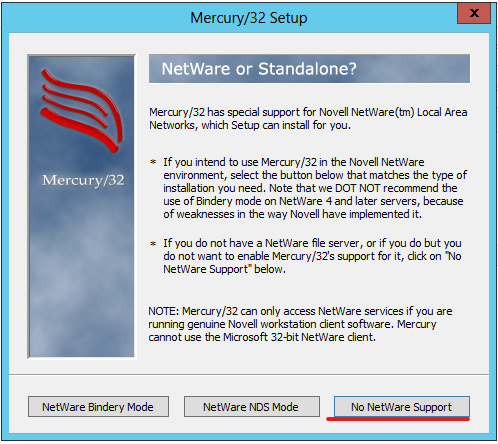 Mercury/32 Setup
x
NetWare or Standalone?
Mercury/32
Mercury/32 has special support for Novell NetWare(tm) Local Area
Networks, which Setup can install for you.
* If you intend to use Mercury/32 in the Novell NetWare
environment, select the button below that matches the type of
installation you need. Note that we DOT NOT recommend the
use of Bindery mode on NetWare 4 and later servers, because
of weaknesses in the way Novell have implemented it.
* If you do not have a NetWare file server, or if you do but you
do not want to enable Mercury/32's support for it, click on "No
NetWare Support" below.
NOTE: Mercury/32 can only access NetWare services if you are
running genuine Novell workstation client software. Mercury
cannot use the Microsoft 32-bit NetWare client.
NetWare Bindery Mode
NetWare NDS Mode
No NetWare Support